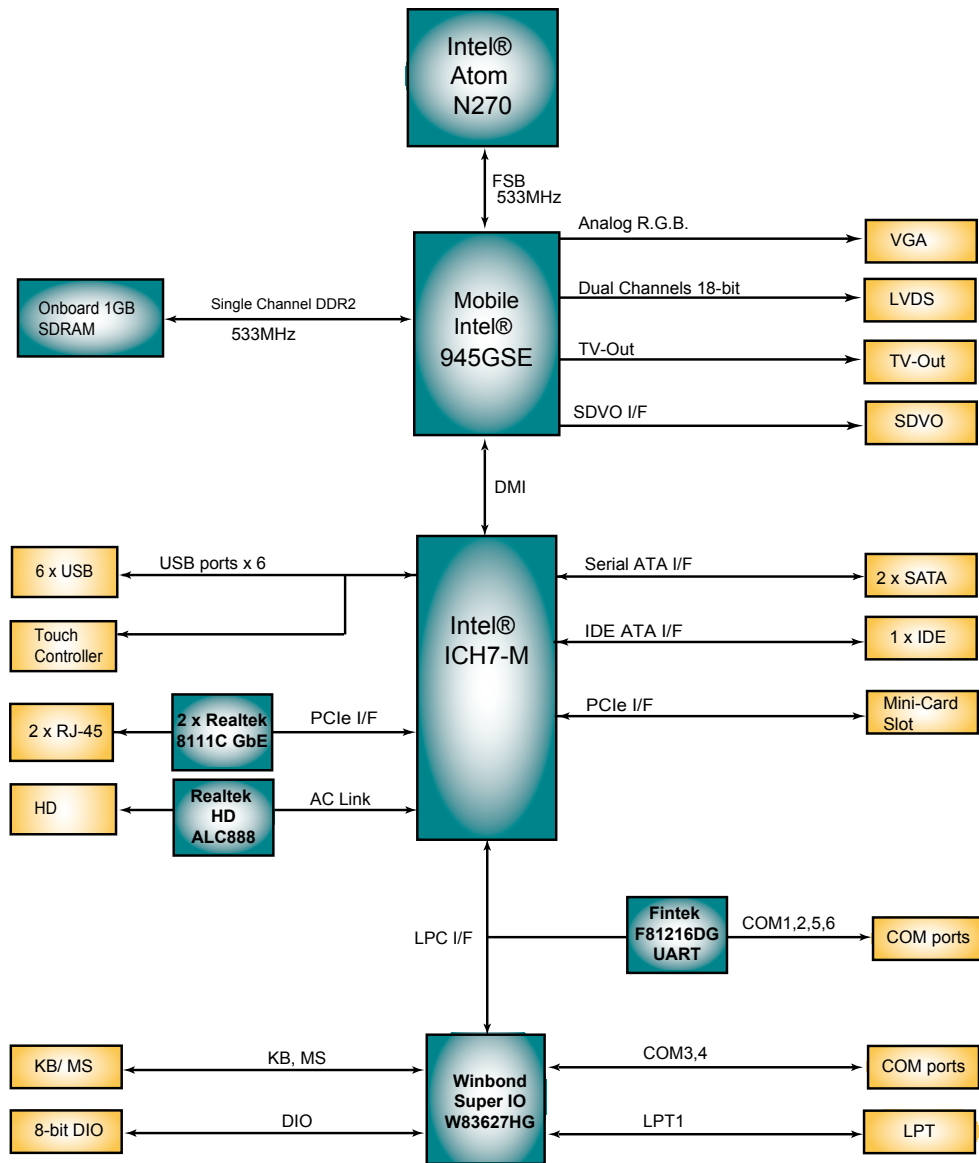 Intel®
Atom
N270
FSB
533MHz
Analog R.G.B.
VGA
Onboard 1GB
SDRAM
Single Channel DDR2
533MHz
Mobile
Intel®
945GSE
Dual Channels 18-bit
LVDS
TV-Out
TV-Out
SDVO I/F
SDVO
DMI
6 x USB
USB ports x 6
Touch
Controller
Intel®
ICH7-M
Serial ATA I/F
2 x SATA
IDE ATA I/F
1 x IDE
2 x RJ-45
2 x Realtek
8111C GbE
PCIe I/F
PCIe I/F
Mini-Card
Slot
HD
Realtek
HD
ALC888
AC Link
LPC I/F
Fintek
F81216DG
UART
COM1,2,5,6
COM ports
KB/ MS
KB, MS
Winbond
Super IO
W83627HG
COM3,4
COM ports
8-bit DIO
DIO
LPT1
LPT